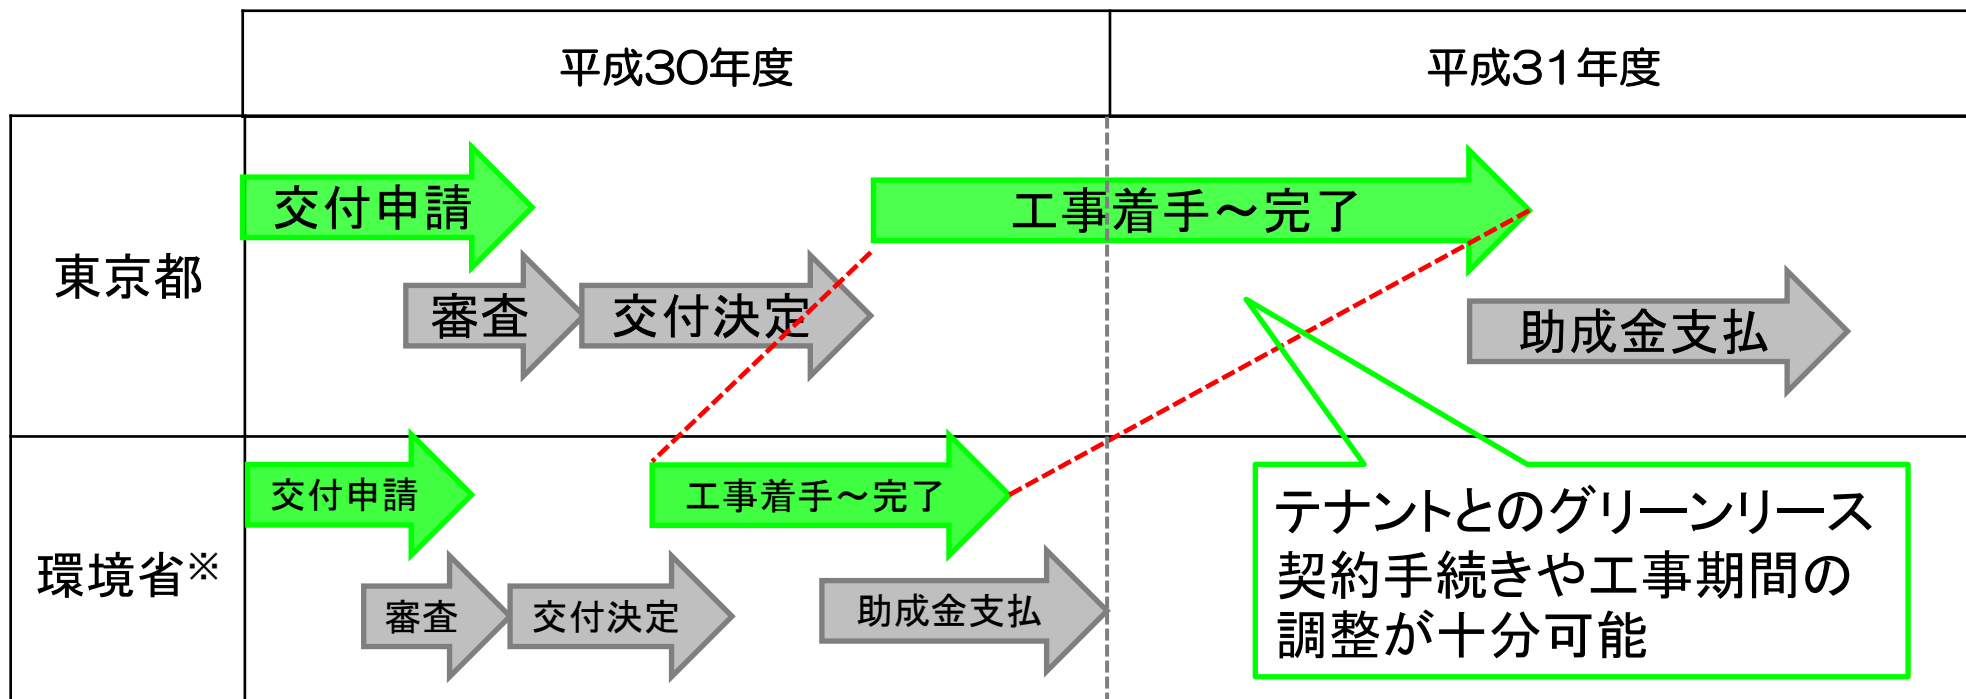 平成30年度
平成31年度
東京都
交付申請
工事着手～完了
審査
交付決定
助成金支払
環境省※
交付申請
工事着手～完了
審査
交付決定
助成金支払
テナントとのグリーンリース
契約手続きや工事期間の
調整が十分可能